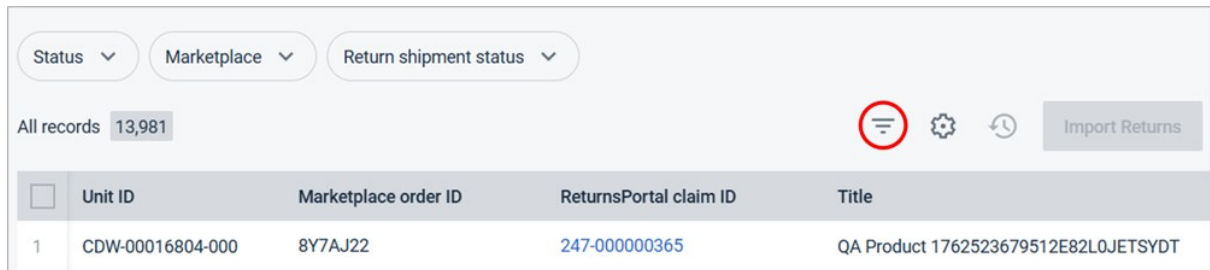 Status Marketplace Return shipment status
All records 13,981 Import Returns
Unit ID Marketplace order ID ReturnsPortal claim ID Title
1 CDW-00016804-000 8Y7AJ22 247-000000365 QA Product 1762523679512E82L0JETSYDT